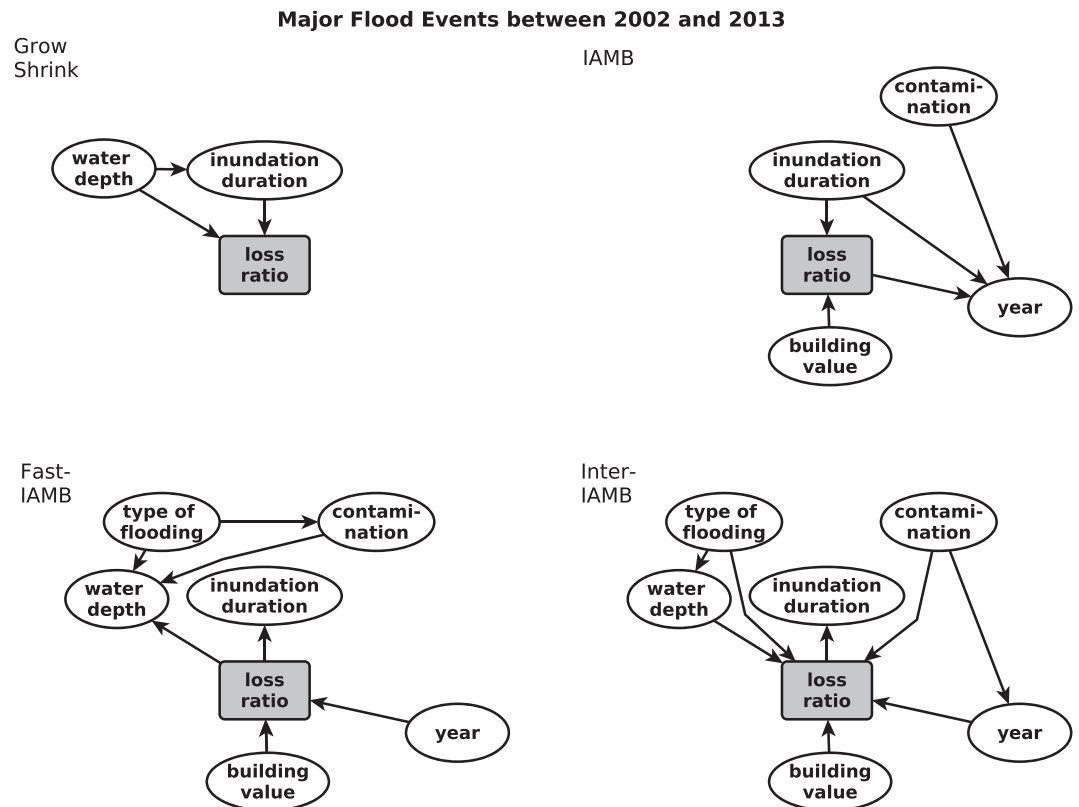 Major Flood Events between 2002 and 2013
Grow
Shrink
water
depth
inundation
duration
loss
ratio
IAMB
contami-
nation
inundation
duration
loss
ratio
year
building
value
Fast-
IAMB
type of
flooding
contami-
nation
water
depth
inundation
duration
loss
ratio
year
building
value
Inter-
IAMB
type of
flooding
contami-
nation
water
depth
inundation
duration
loss
ratio
year
building
value